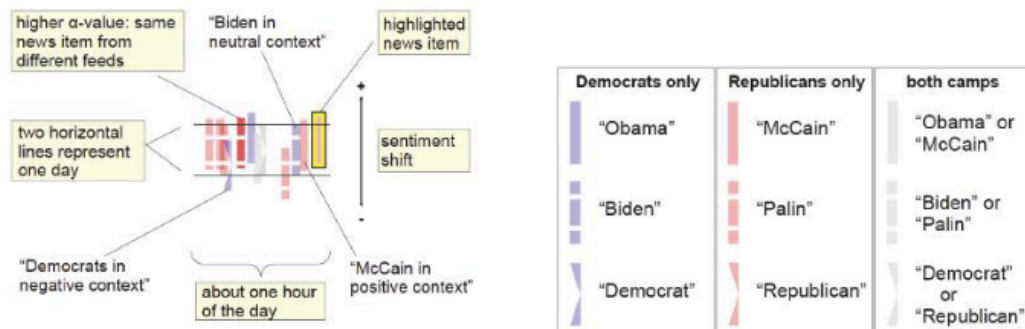 higher α-value: same
news item from
different feeds
"Biden in
neutral context"
highlighted
news item
two horizontal
lines represent
one day
+
sentiment
shift
-
"Democrats in
negative context"
about one hour
of the day
"McCain in
positive context"
Democrats only
Republicans only
both camps
"Obama"
"McCain"
"Obama" or
"McCain"
"Biden"
"Palin"
"Biden" or
"Palin"
"Democrat"
"Republican"
"Democrat"
or
"Republican"